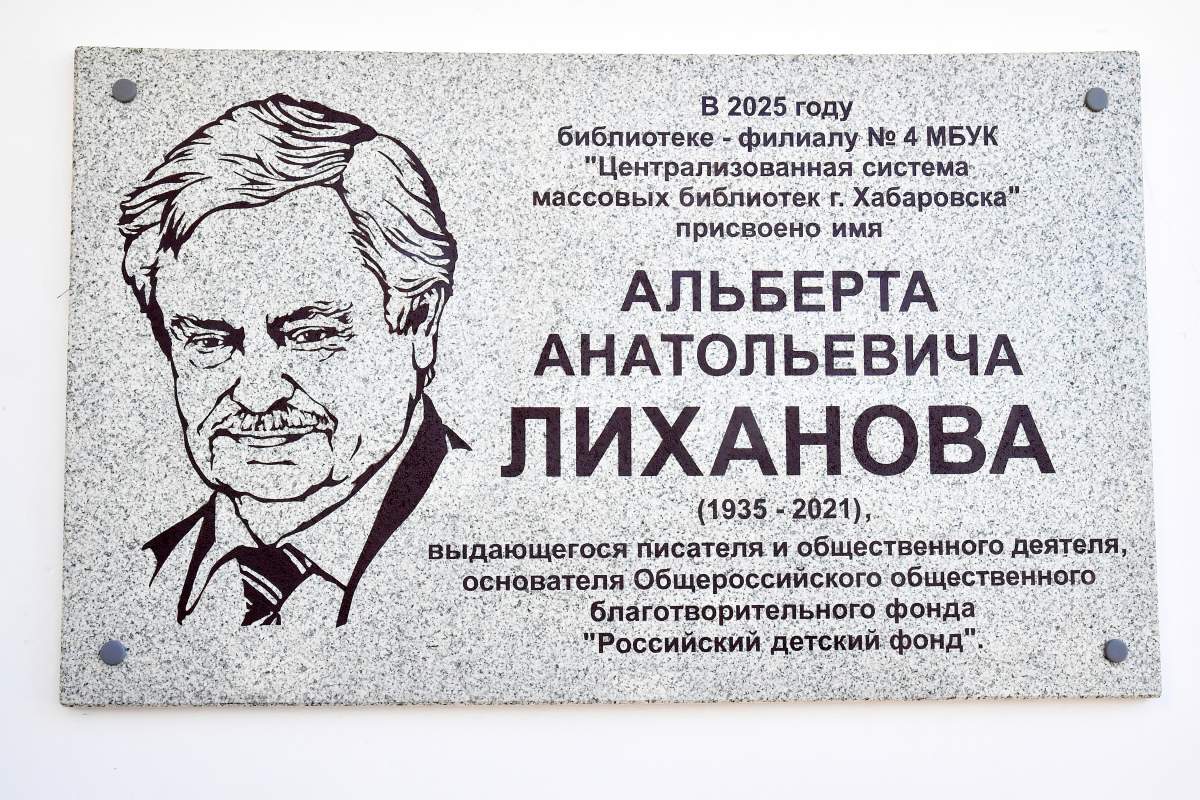 В 2025 году
библиотеке - филиалу № 4 МБУК
"Централизованная система
массовых библиотек г. Хабаровска"
присвоено имя
АЛЬБЕРТА
АНАТОЛЬЕВИЧА
ЛИХАНОВА
(1935 - 2021),
выдающегося писателя и общественного деятеля,
основателя Общероссийского общественного
благотворительного фонда
"Российский детский фонд".